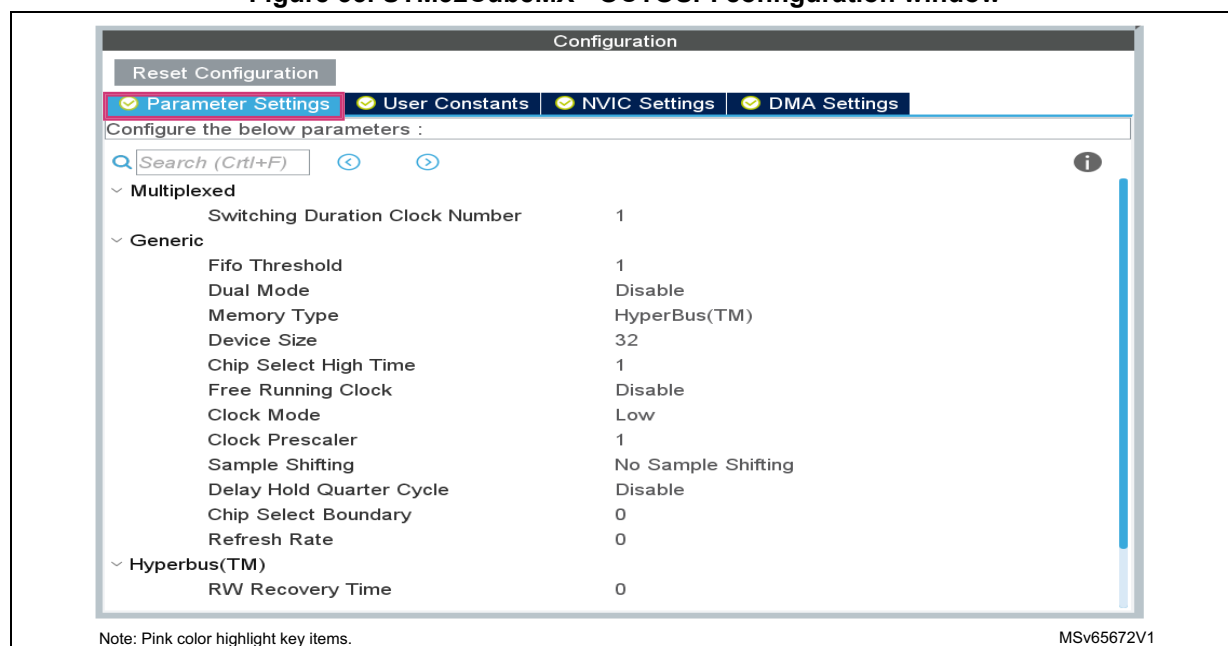 Configuration
Reset Configuration
Parameter Settings User Constants NVIC Settings DMA Settings
Configure the below parameters :
Search (Crtl+F)
Multiplexed
Switching Duration Clock Number 1
Generic
Fifo Threshold 1
Dual Mode Disable
Memory Type HyperBus(TM)
Device Size 32
Chip Select High Time 1
Free Running Clock Disable
Clock Mode Low
Clock Prescaler 1
Sample Shifting No Sample Shifting
Delay Hold Quarter Cycle Disable
Chip Select Boundary 0
Refresh Rate 0
Hyperbus(TM)
RW Recovery Time 0
Note: Pink color highlight key items. MSv65672V1